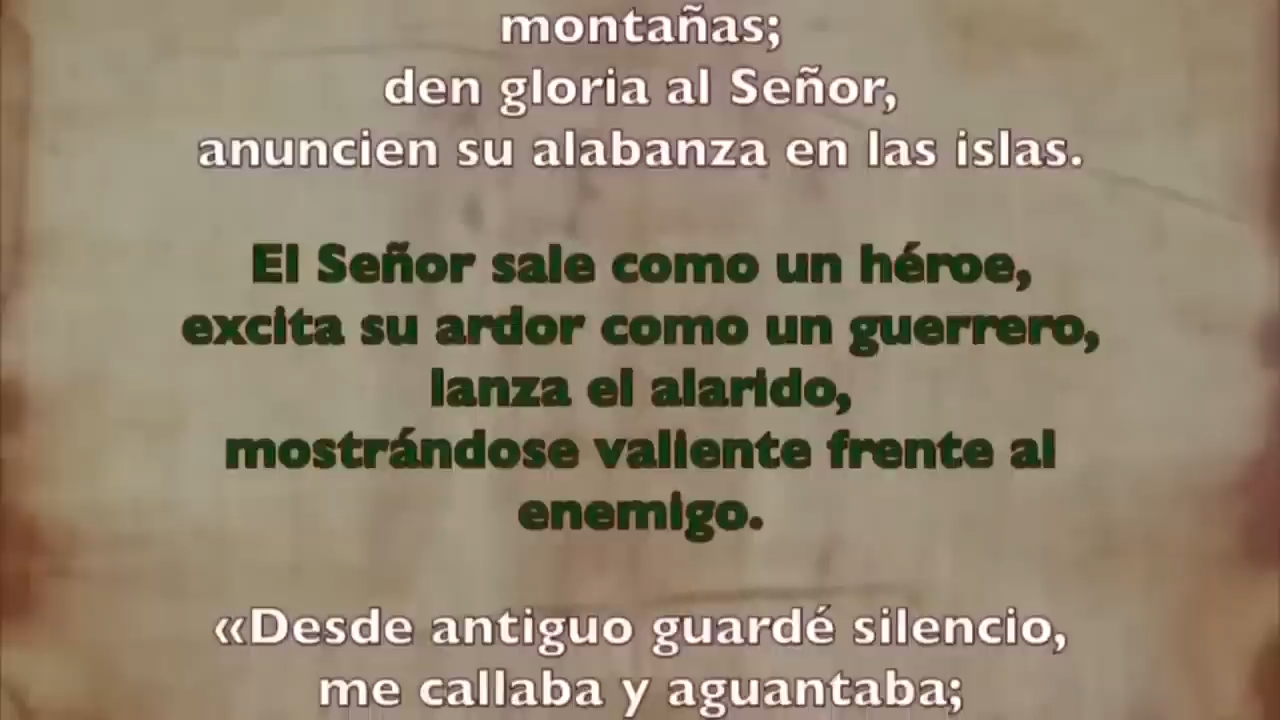 montañas;
den gloria al Señor,
anuncien su alabanza en las islas.
El Señor sale como un héroe,
excita su ardor como un guerrero,
lanza el alarido,
mostrándose valiente frente al
enemigo.
«Desde antiguo guardé silencio,
me callaba y aguantaba;